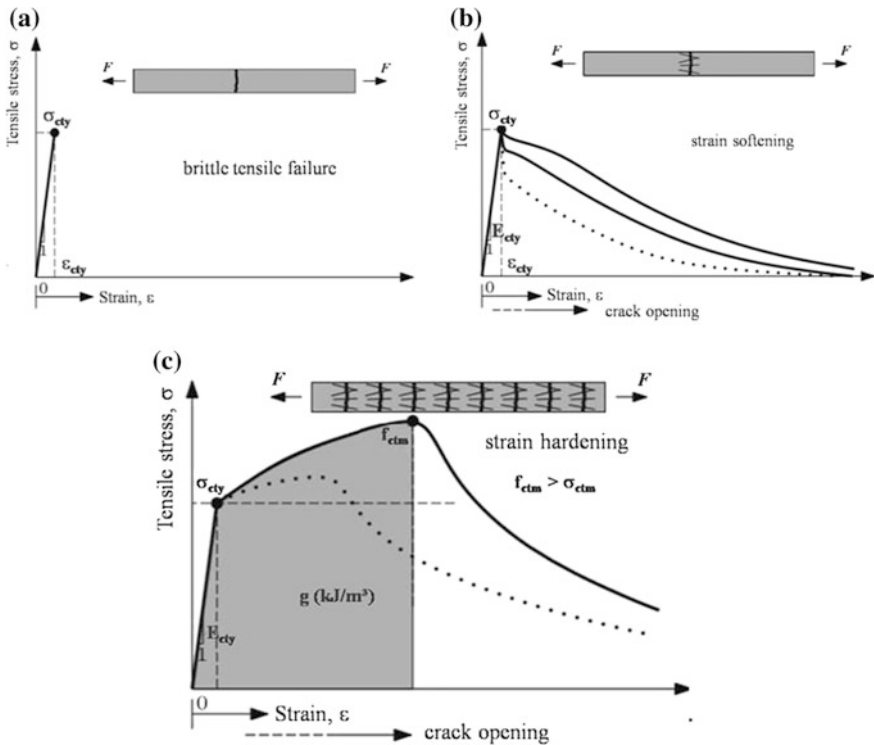 (a)
Tensile stress, σ
F
F
σcty
brittle tensile failure
εcty
0
Strain, ε
(b)
Tensile stress, σ
F
F
σcty
strain softening
Ecty
1
εcty
0
Strain, ε
crack opening
(c)
Tensile stress, σ
F
F
fctm
strain hardening
σcty
fctm > σctm
g (kJ/m³)
Ecty
1
0
Strain, ε
crack opening